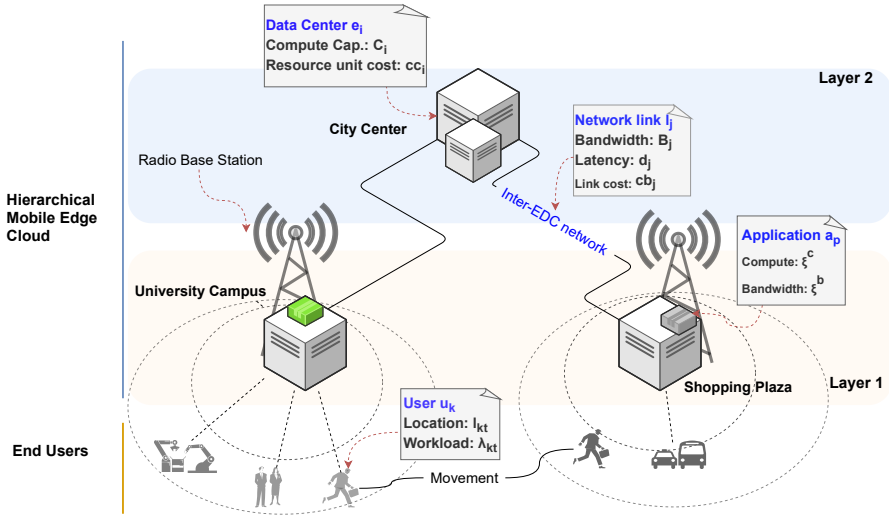 Data Center e_i
Compute Cap.: C_i
Resource unit cost: cc_i
Layer 2
City Center
Network link l_j
Bandwidth: B_j
Latency: d_j
Link cost: cb_j
Radio Base Station
Inter-EDC network
Hierarchical
Mobile Edge
Cloud
Application a_p
Compute: ξ^c
Bandwidth: ξ^b
University Campus
Shopping Plaza
Layer 1
User u_k
Location: l_kt
Workload: λ_kt
End Users
Movement